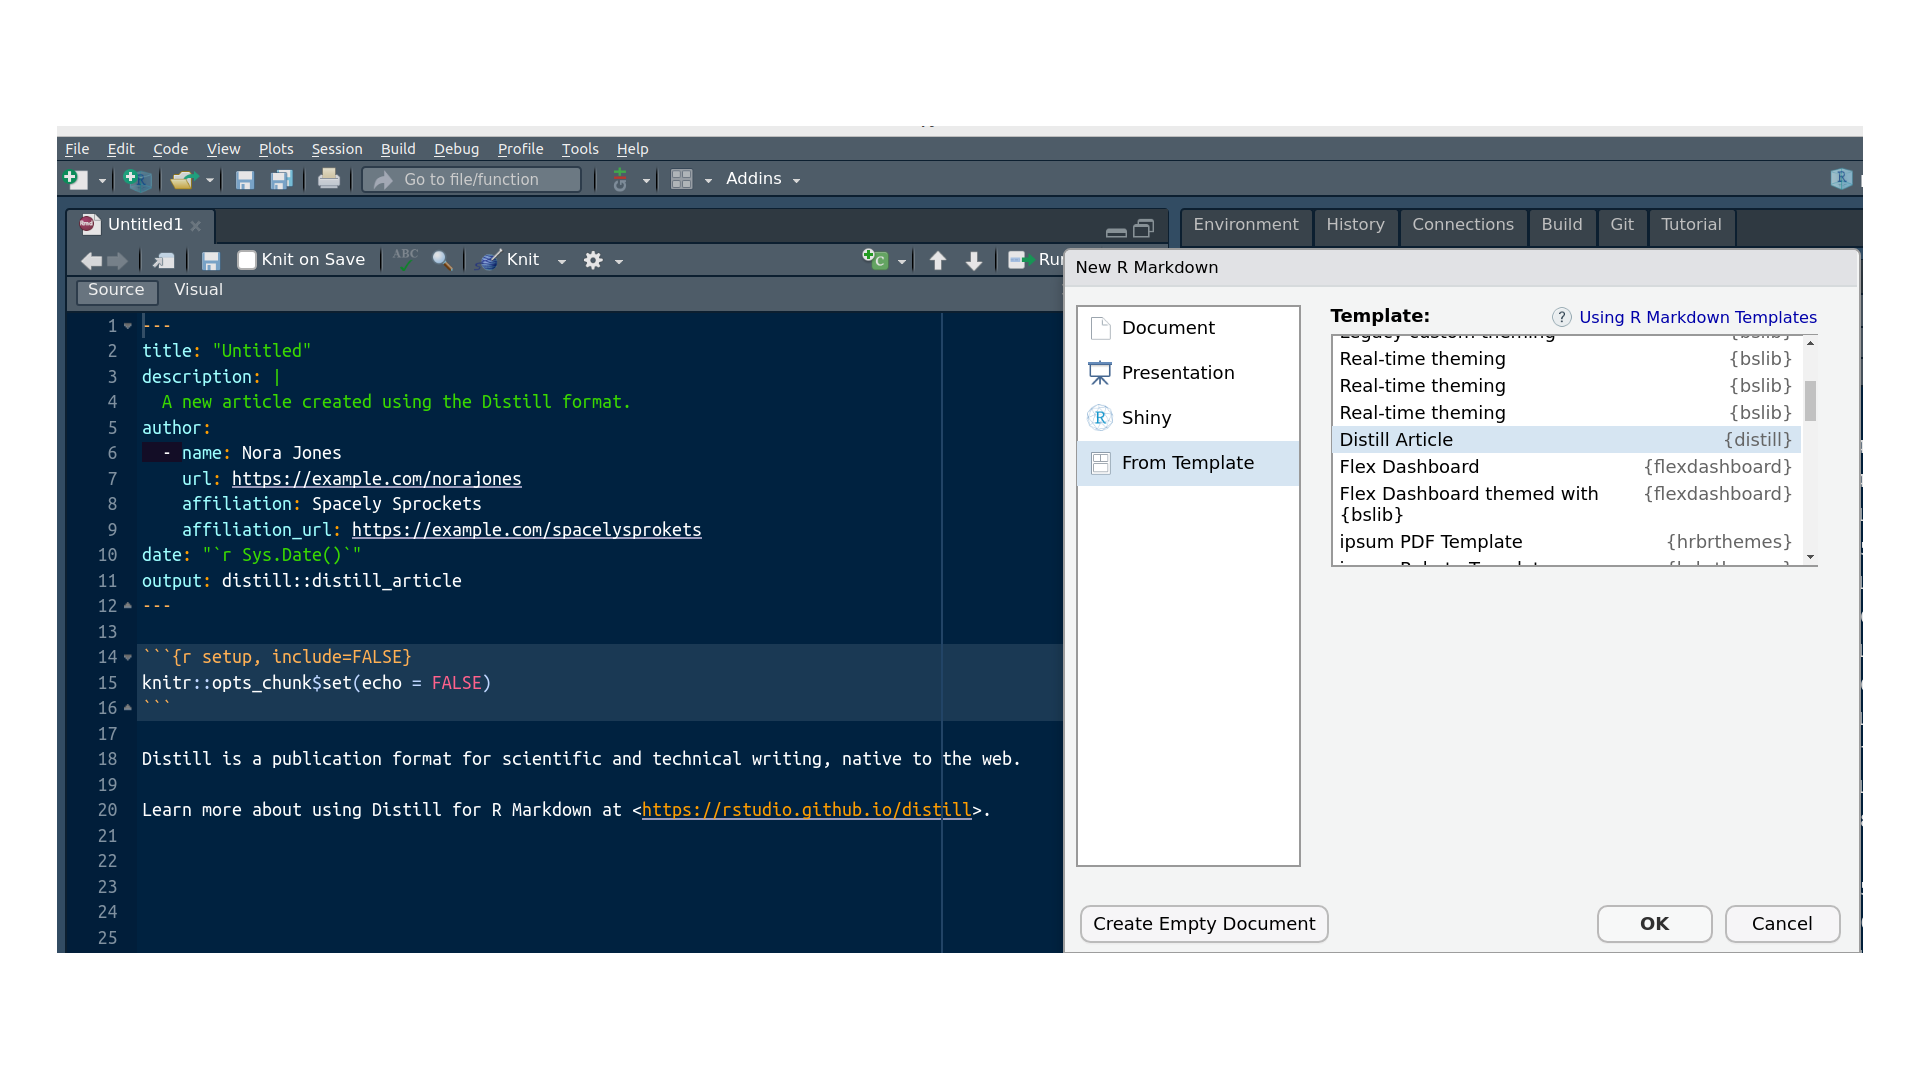 File Edit Code View Plots Session Build Debug Profile Tools Help
Go to file/function Addins
Untitled1
Environment History Connections Build Git Tutorial
Knit on Save ABC Knit
Source Visual
1 ---
2 title: "Untitled"
3 description: |
4 A new article created using the Distill format.
5 author:
6 - name: Nora Jones
7 url: https://example.com/norajones
8 affiliation: Spacely Sprockets
9 affiliation_url: https://example.com/spacelysprokets
10 date: "`r Sys.Date()`"
11 output: distill::distill_article
12 ---
13
14 ```{r setup, include=FALSE}
15 knitr::opts_chunk$set(echo = FALSE)
16 ```
17
18 Distill is a publication format for scientific and technical writing, native to the web.
19
20 Learn more about using Distill for R Markdown at <https://rstudio.github.io/distill>.
21
22
23
24
25
New R Markdown
Document
Presentation
Shiny
From Template
Template: ? Using R Markdown Templates
Legacy custom theming {bslib}
Real-time theming {bslib}
Real-time theming {bslib}
Real-time theming {bslib}
Distill Article {distill}
Flex Dashboard {flexdashboard}
Flex Dashboard themed with {flexdashboard}
{bslib}
ipsum PDF Template {hrbrthemes}
Create Empty Document OK Cancel